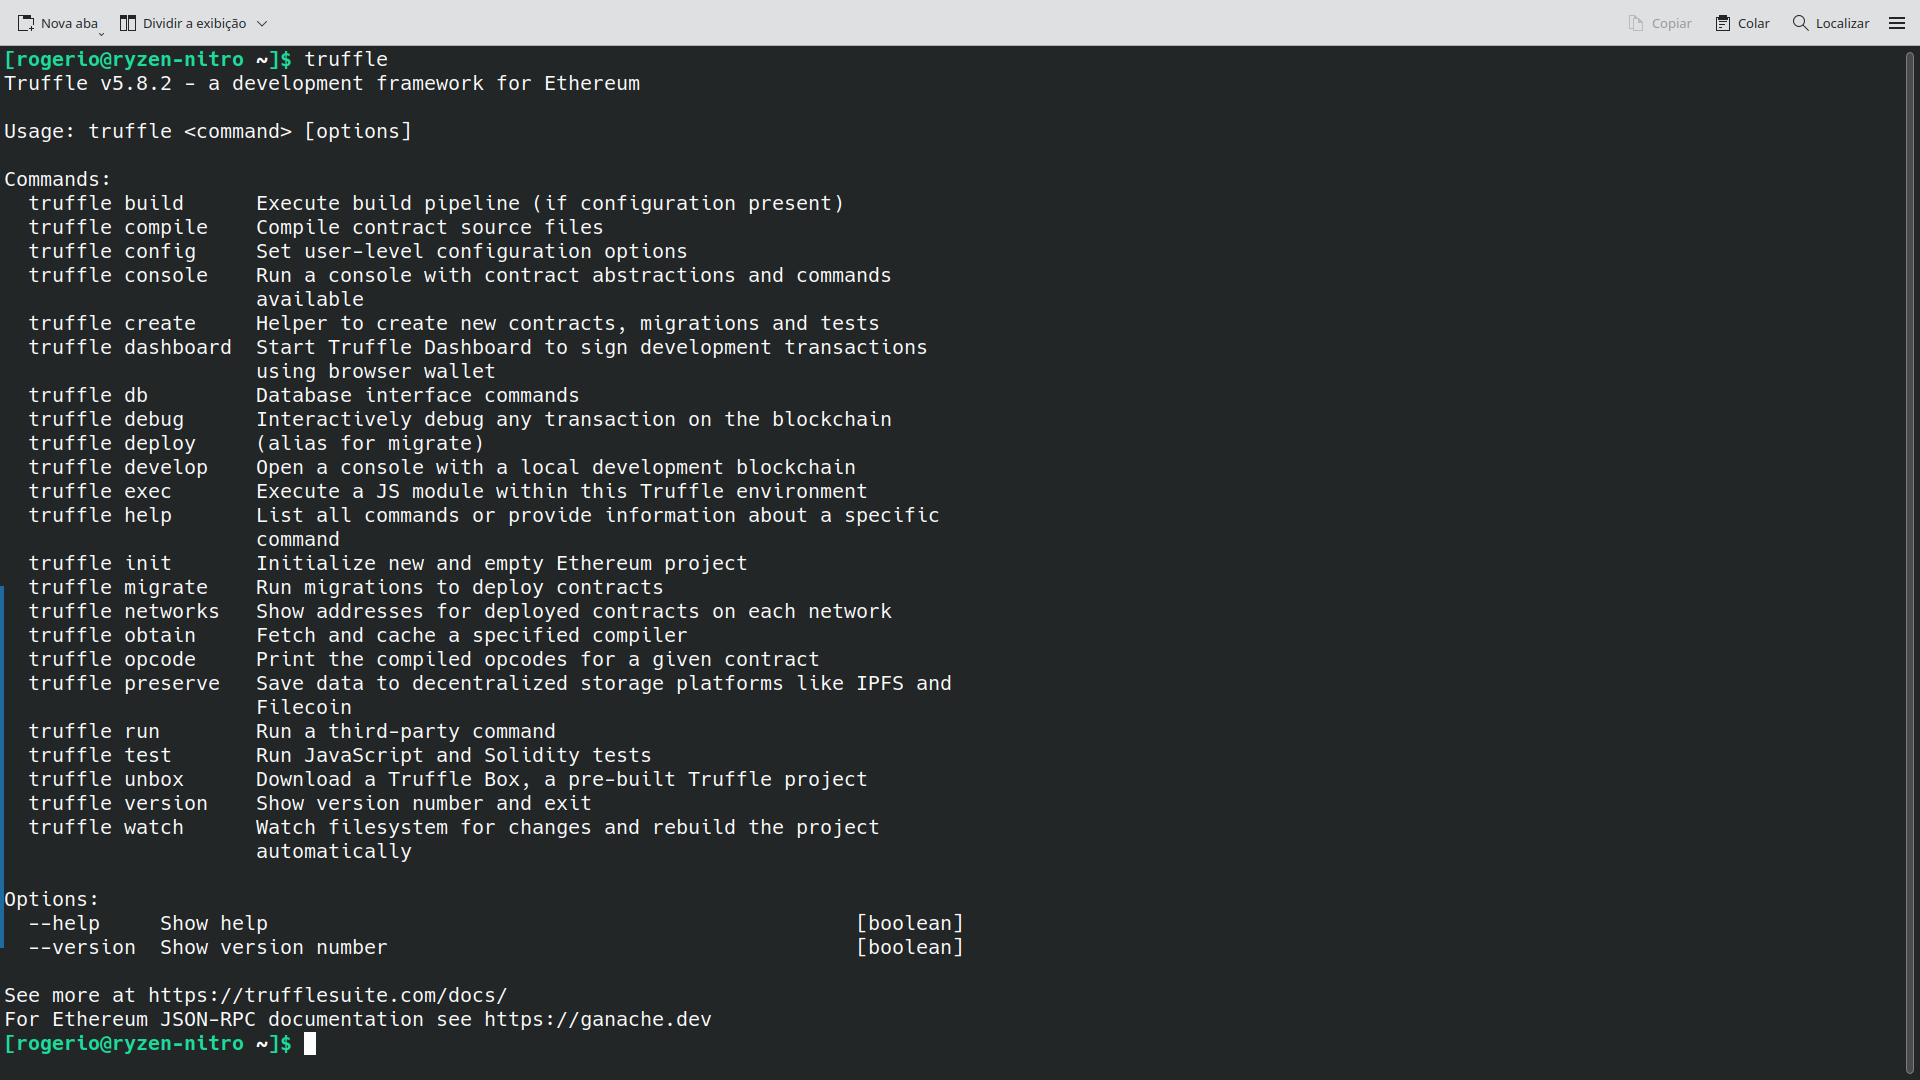 Nova aba Dividir a exibição Copiar Colar Localizar
[rogerio@ryzen-nitro ~]$ truffle
Truffle v5.8.2 - a development framework for Ethereum
Usage: truffle <command> [options]
Commands:
truffle build Execute build pipeline (if configuration present)
truffle compile Compile contract source files
truffle config Set user-level configuration options
truffle console Run a console with contract abstractions and commands
available
truffle create Helper to create new contracts, migrations and tests
truffle dashboard Start Truffle Dashboard to sign development transactions
using browser wallet
truffle db Database interface commands
truffle debug Interactively debug any transaction on the blockchain
truffle deploy (alias for migrate)
truffle develop Open a console with a local development blockchain
truffle exec Execute a JS module within this Truffle environment
truffle help List all commands or provide information about a specific
command
truffle init Initialize new and empty Ethereum project
truffle migrate Run migrations to deploy contracts
truffle networks Show addresses for deployed contracts on each network
truffle obtain Fetch and cache a specified compiler
truffle opcode Print the compiled opcodes for a given contract
truffle preserve Save data to decentralized storage platforms like IPFS and
Filecoin
truffle run Run a third-party command
truffle test Run JavaScript and Solidity tests
truffle unbox Download a Truffle Box, a pre-built Truffle project
truffle version Show version number and exit
truffle watch Watch filesystem for changes and rebuild the project
automatically
Options:
--help Show help [boolean]
--version Show version number [boolean]
See more at https://trufflesuite.com/docs/
For Ethereum JSON-RPC documentation see https://ganache.dev
[rogerio@ryzen-nitro ~]$